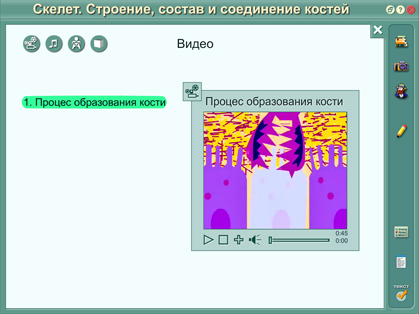 Скелет. Строение, состав и соединение костей
Видео
1. Процес образования кости
Процес образования кости
0:45
0:00
текст